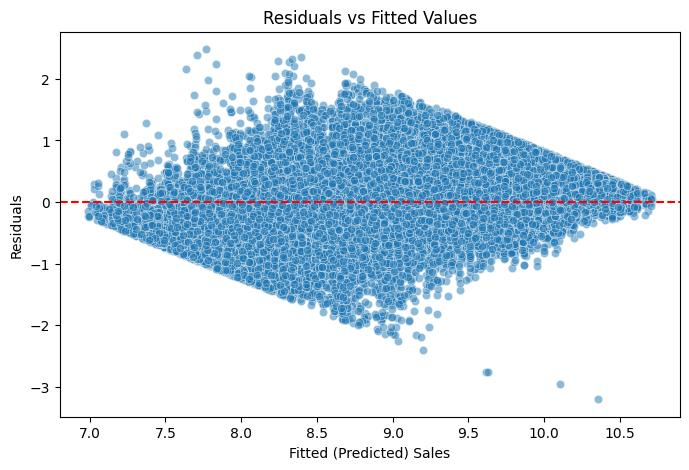 Residuals vs Fitted Values
Residuals
2
1
0
−1
−2
−3
7.0 7.5 8.0 8.5 9.0 9.5 10.0 10.5
Fitted (Predicted) Sales